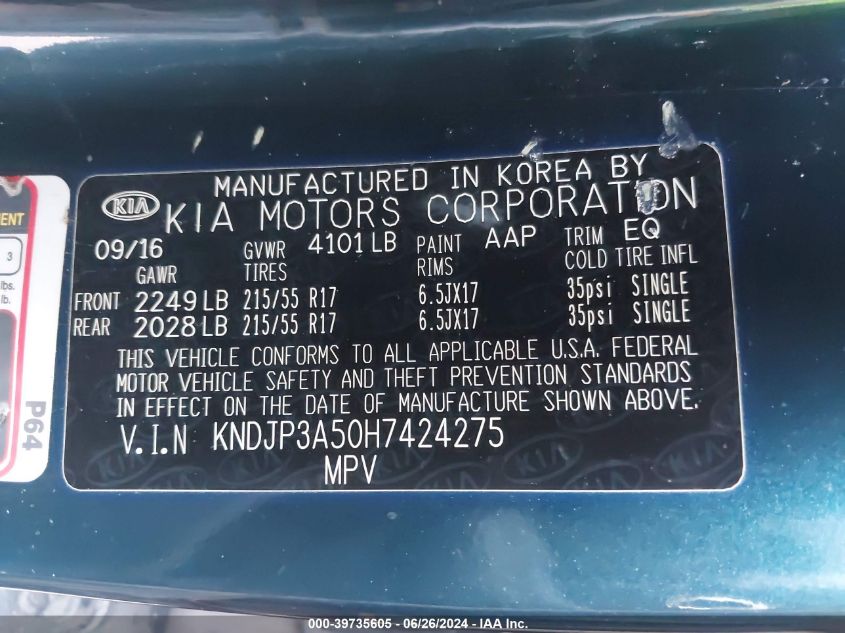 MANUFACTURED IN KOREA BY
KIA KIA MOTORS CORPORATION
09/16 GVWR 4101 LB PAINT AAP TRIM EQ
GAWR TIRES RIMS COLD TIRE INFL
FRONT 2249 LB 215/55 R17 6.5JX17 35psi SINGLE
REAR 2028 LB 215/55 R17 6.5JX17 35psi SINGLE
THIS VEHICLE CONFORMS TO ALL APPLICABLE U.S.A. FEDERAL
MOTOR VEHICLE SAFETY AND THEFT PREVENTION STANDARDS
IN EFFECT ON THE DATE OF MANUFACTURE SHOWN ABOVE.
V.I.N KNDJP3A50H7424275
MPV
3
lbs.
lb.
P64
000-39735605 - 06/26/2024 - IAA Inc.